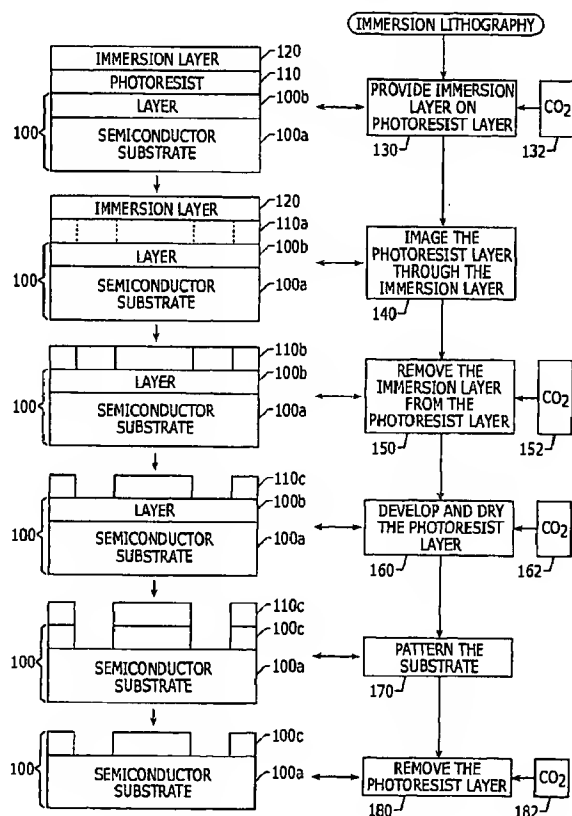 IMMERSION LITHOGRAPHY
IMMERSION LAYER
120
PHOTORESIST
110
LAYER
100b
100
SEMICONDUCTOR
SUBSTRATE
100a
PROVIDE IMMERSION
LAYER ON
PHOTORESIST LAYER
130
CO2
132
IMMERSION LAYER
120
110a
LAYER
100b
100
SEMICONDUCTOR
SUBSTRATE
100a
IMAGE THE
PHOTORESIST LAYER
THROUGH THE
IMMERSION LAYER
140
110b
100b
LAYER
100
SEMICONDUCTOR
SUBSTRATE
100a
REMOVE THE
IMMERSION LAYER
FROM THE
PHOTORESIST LAYER
150
CO2
152
110c
100b
LAYER
100
SEMICONDUCTOR
SUBSTRATE
100a
DEVELOP AND DRY
THE PHOTORESIST
LAYER
160
CO2
162
110c
100c
100
SEMICONDUCTOR
SUBSTRATE
100a
PATTERN THE
SUBSTRATE
170
100c
100
SEMICONDUCTOR
SUBSTRATE
100a
REMOVE THE
PHOTORESIST LAYER
180
CO2
182